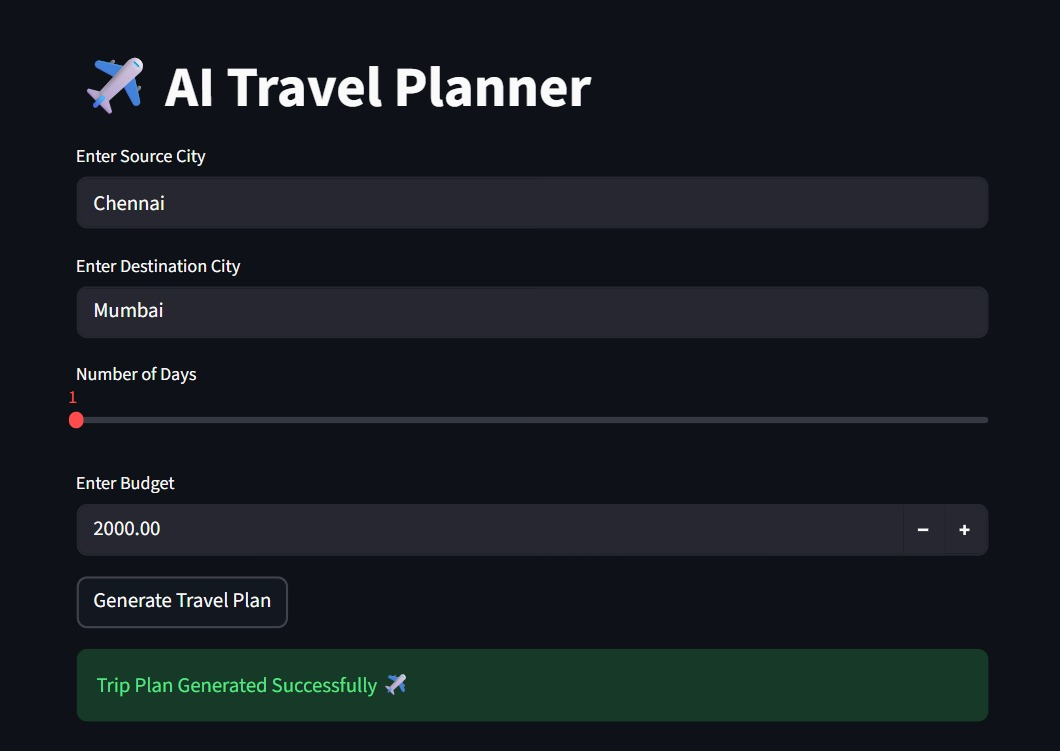 ✈️ AI Travel Planner
Enter Source City
Chennai
Enter Destination City
Mumbai
Number of Days
1
Enter Budget
2000.00 − +
Generate Travel Plan
Trip Plan Generated Successfully ✈️